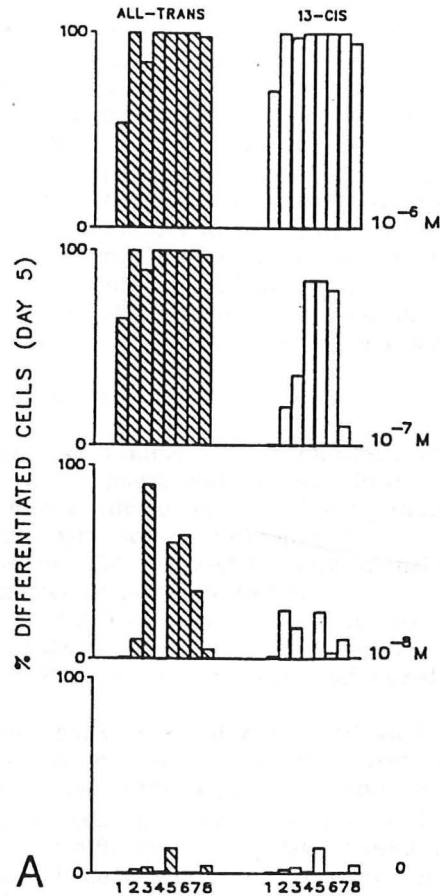 ALL-TRANS 13-CIS
100
0
10⁻⁶ M
100
0
10⁻⁷ M
100
0
10⁻⁸ M
100
0
0
12345678 12345678
% DIFFERENTIATED CELLS (DAY 5)
A